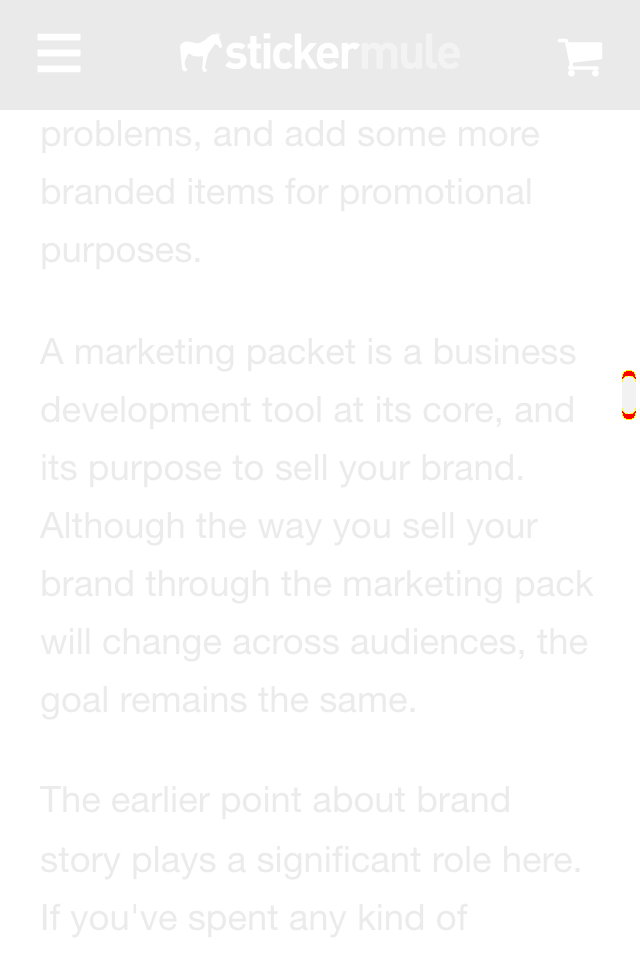 stickermule
problems, and add some more
branded items for promotional
purposes.
A marketing packet is a business
development tool at its core, and
its purpose to sell your brand.
Although the way you sell your
brand through the marketing pack
will change across audiences, the
goal remains the same.
The earlier point about brand
story plays a significant role here.
If you've spent any kind of